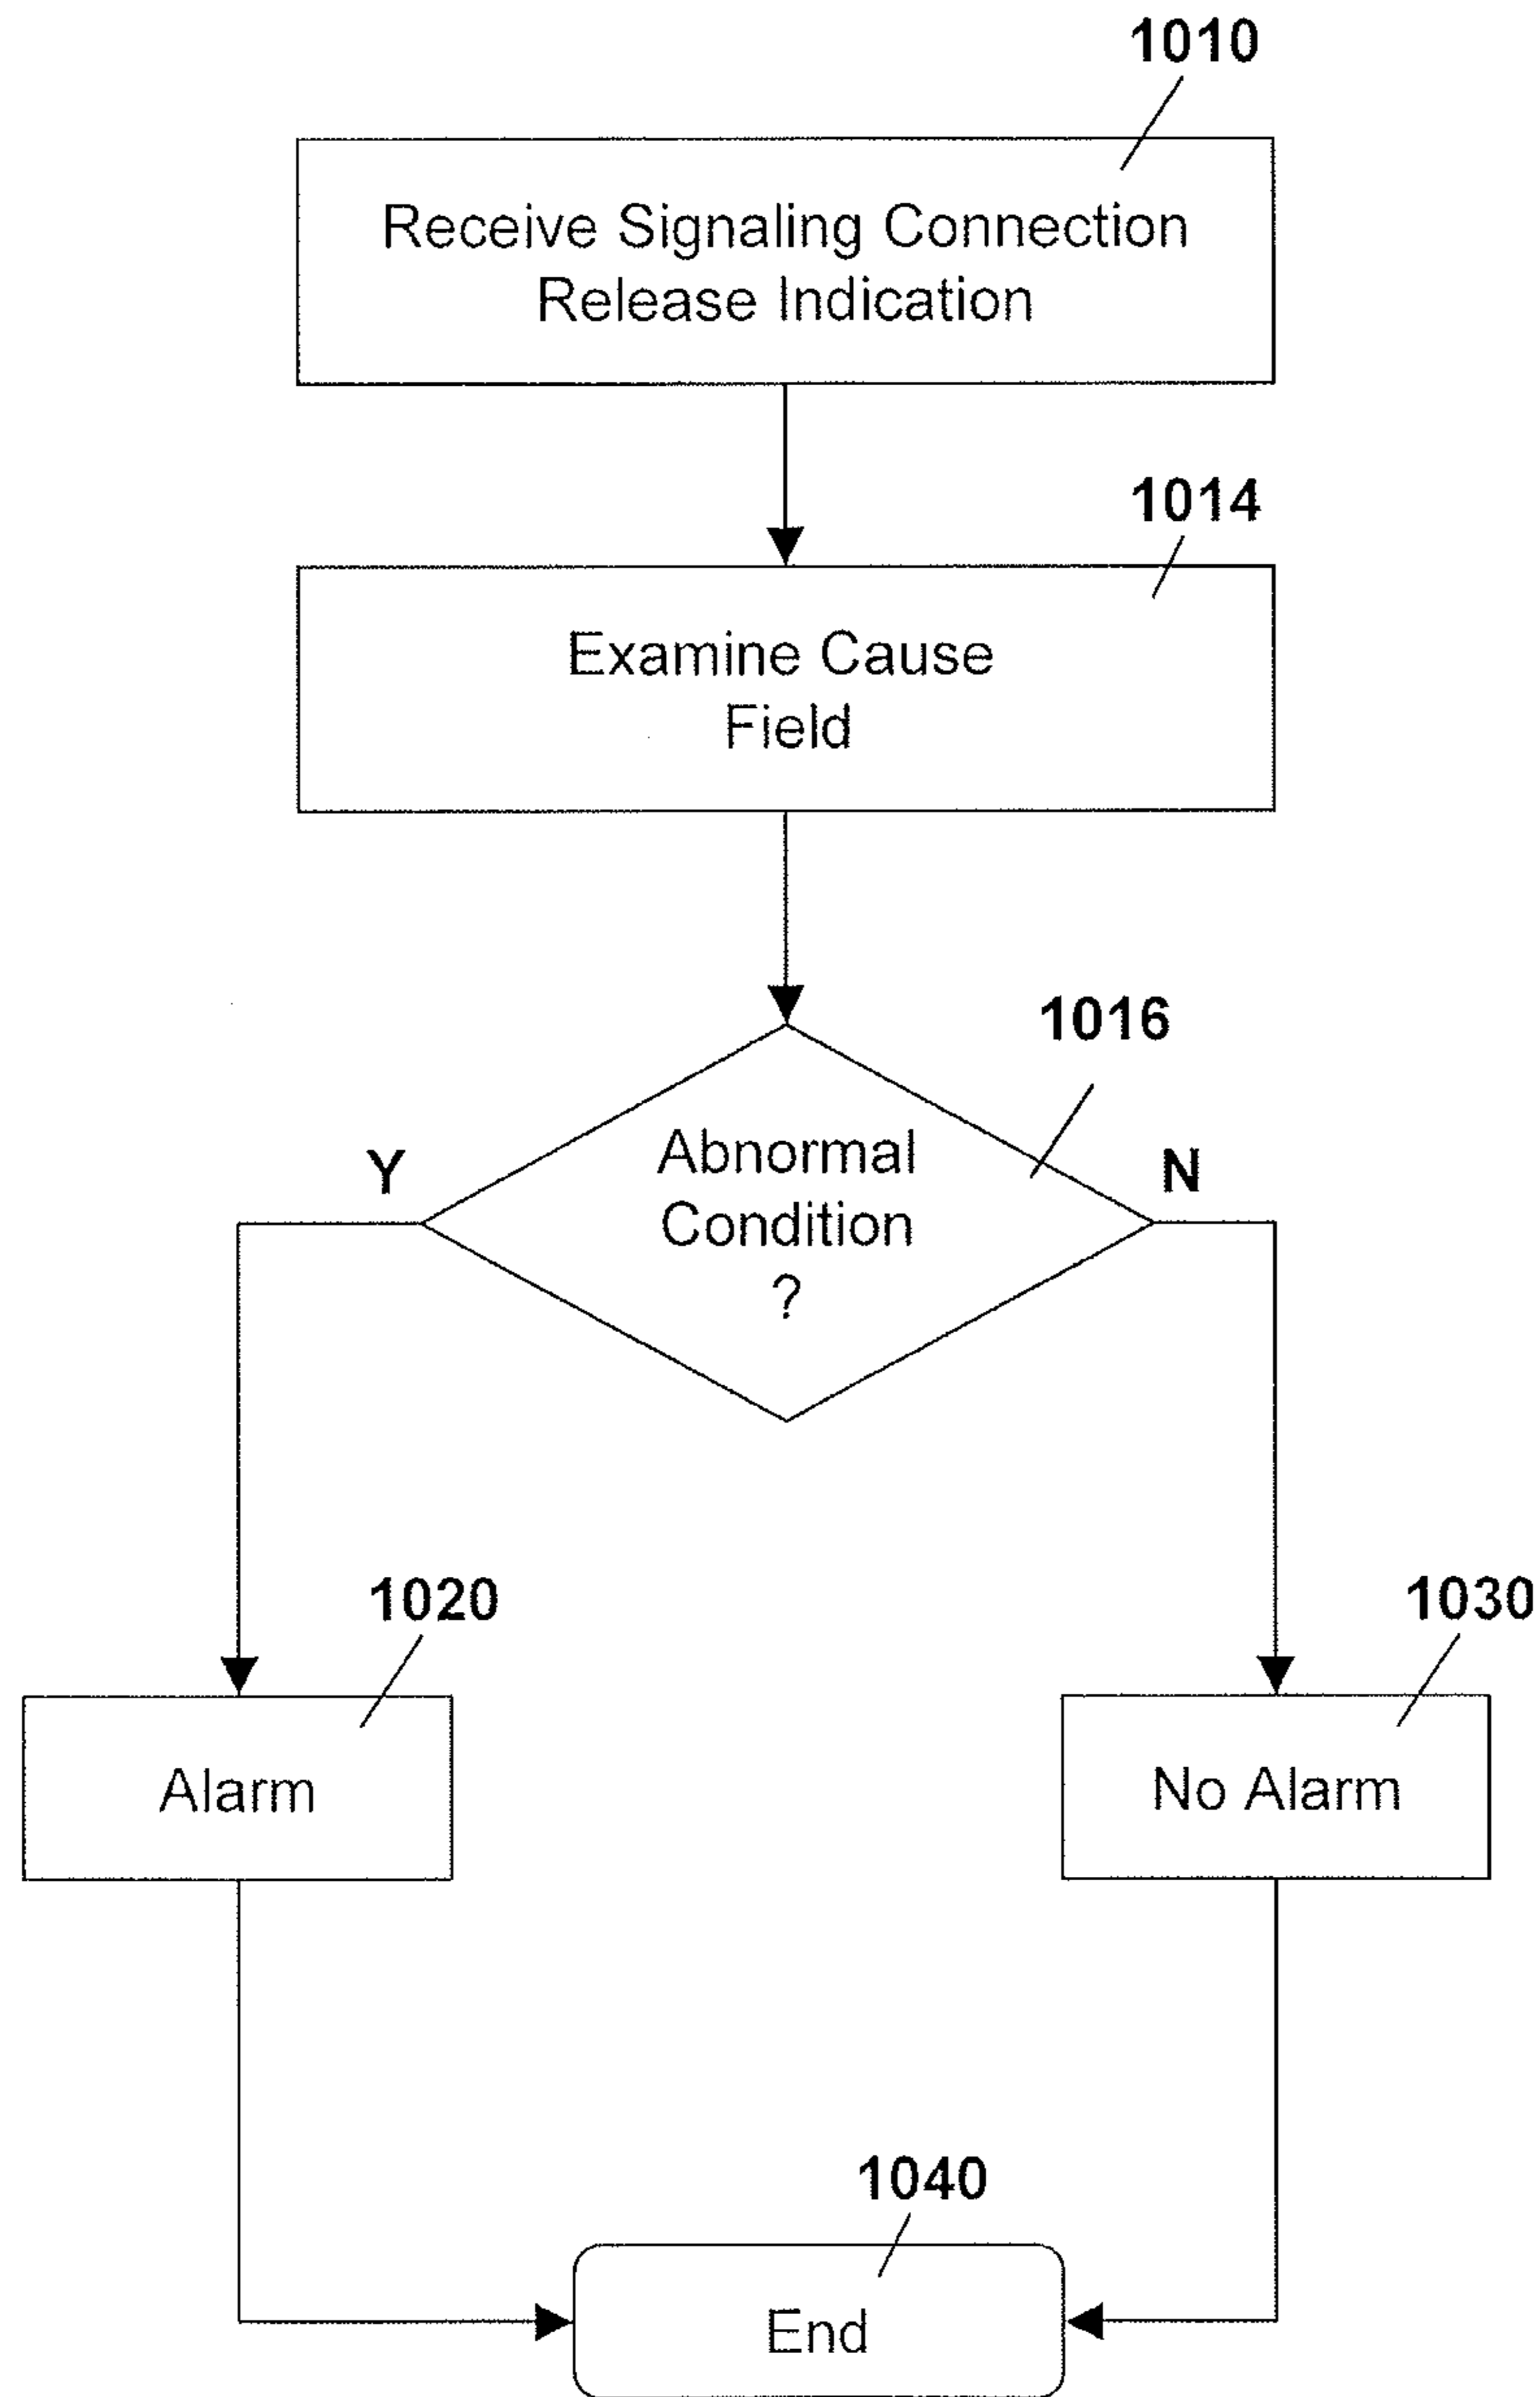 1010
Receive Signaling Connection
Release Indication
1014
Examine Cause
Field
1016
Y
Abnormal
Condition
?
N
1020
1030
Alarm
No Alarm
1040
End